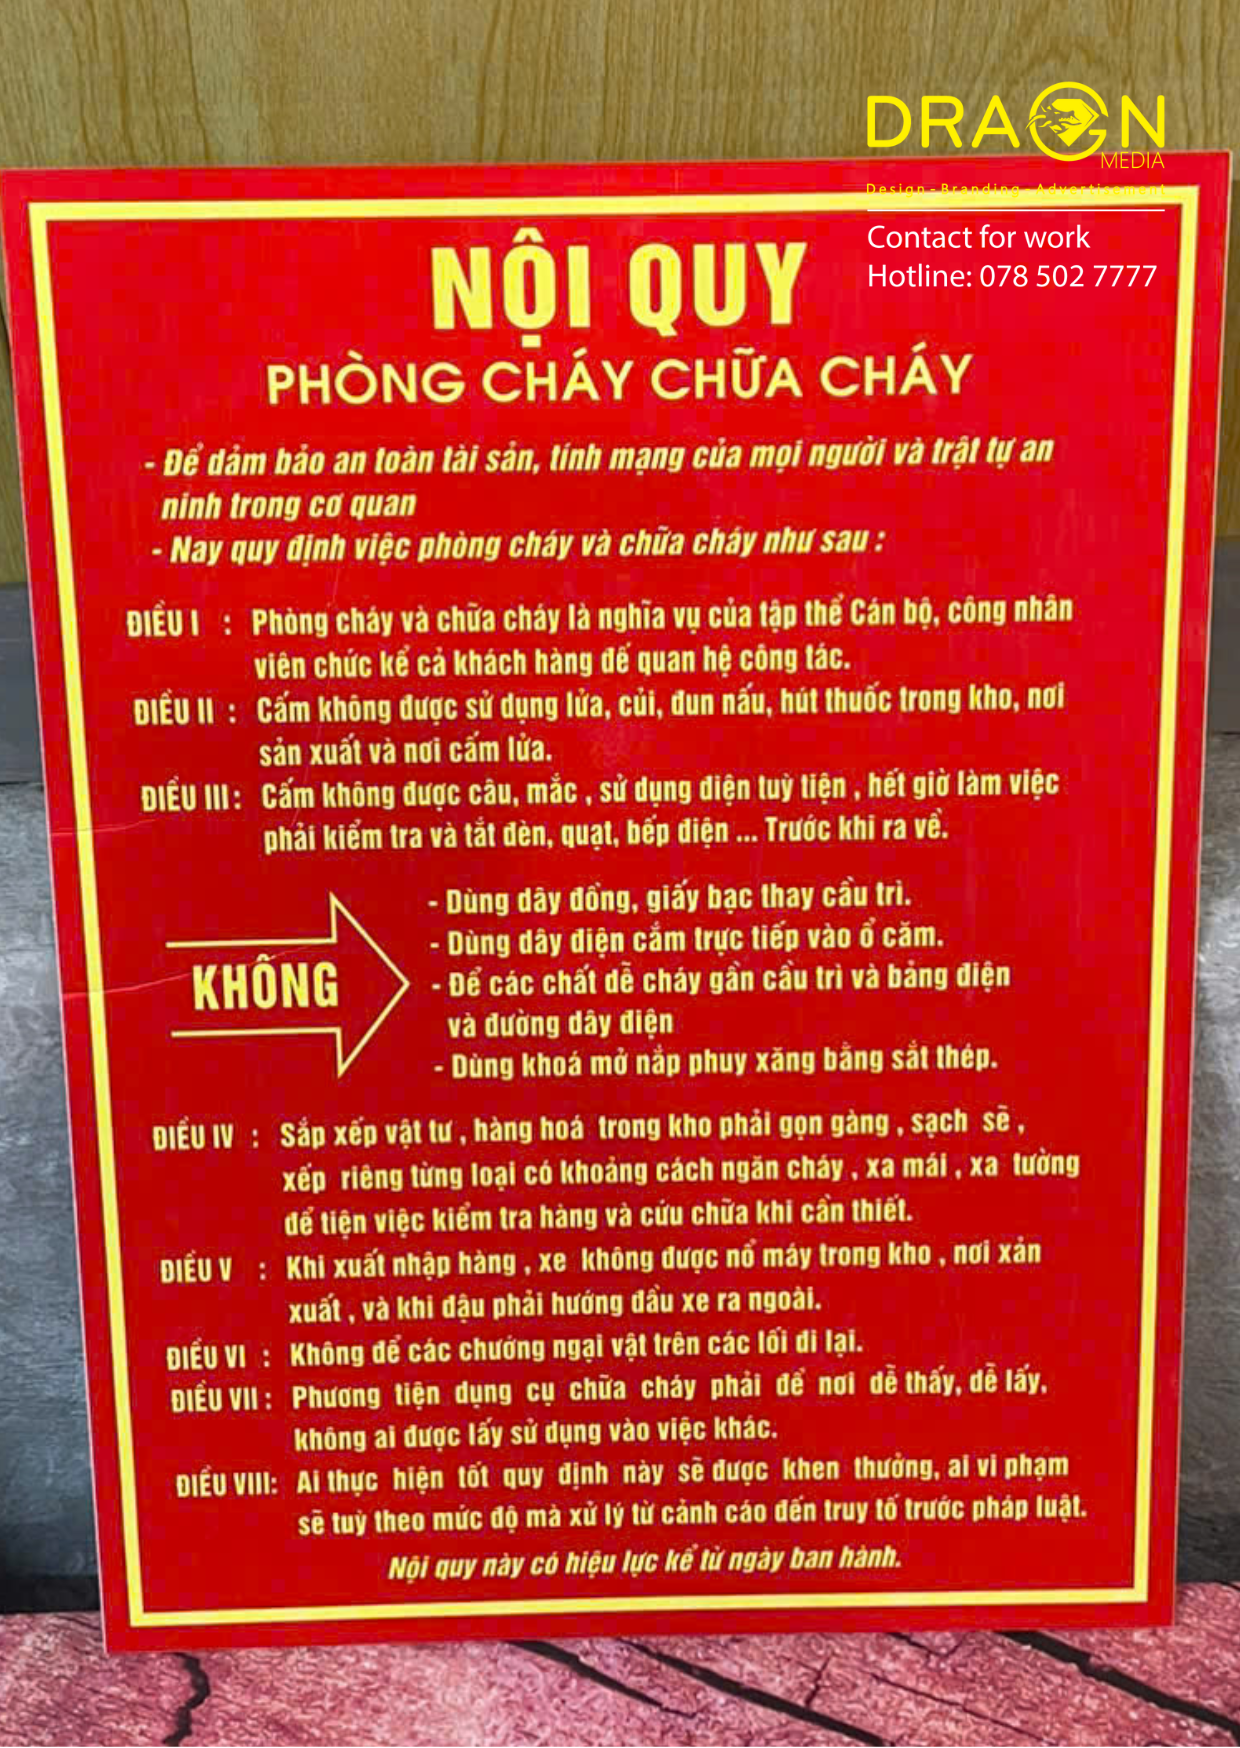 DRAGON
MEDIA
Design - Branding - Advertisement
Contact for work
Hotline: 078 502 7777
NỘI QUY
PHÒNG CHÁY CHỮA CHÁY
- Để đảm bảo an toàn tài sản, tính mạng của mọi người và trật tự an
ninh trong cơ quan
- Nay quy định việc phòng cháy và chữa cháy như sau :
ĐIỀU I : Phòng cháy và chữa cháy là nghĩa vụ của tập thể Cán bộ, công nhân
viên chức kể cả khách hàng đế quan hệ công tác.
ĐIỀU II : Cấm không được sử dụng lửa, củi, đun nấu, hút thuốc trong kho, nơi
sản xuất và nơi cấm lửa.
ĐIỀU III : Cấm không được câu, mắc , sử dụng điện tuỳ tiện , hết giờ làm việc
phải kiểm tra và tắt đèn, quạt, bếp điện ... Trước khi ra về.
KHÔNG
- Dùng dây đồng, giấy bạc thay cầu trì.
- Dùng dây điện cắm trực tiếp vào ổ cắm.
- Để các chất dễ cháy gần cầu trì và bảng điện
và đường dây điện
- Dùng khoá mở nắp phuy xăng bằng sắt thép.
ĐIỀU IV : Sắp xếp vật tư , hàng hoá trong kho phải gọn gàng , sạch sẽ ,
xếp riêng từng loại có khoảng cách ngăn cháy , xa mái , xa tường
để tiện việc kiểm tra hàng và cứu chữa khi cần thiết.
ĐIỀU V : Khi xuất nhập hàng , xe không được nổ máy trong kho , nơi xản
xuất , và khi đậu phải hướng đầu xe ra ngoài.
ĐIỀU VI : Không để các chướng ngại vật trên các lối đi lại.
ĐIỀU VII : Phương tiện dụng cụ chữa cháy phải để nơi dễ thấy, dễ lấy,
không ai được lấy sử dụng vào việc khác.
ĐIỀU VIII: Ai thực hiện tốt quy định này sẽ được khen thưởng, ai vi phạm
sẽ tuỳ theo mức độ mà xử lý từ cảnh cáo đến truy tố trước pháp luật.
Nội quy này có hiệu lực kể từ ngày ban hành.